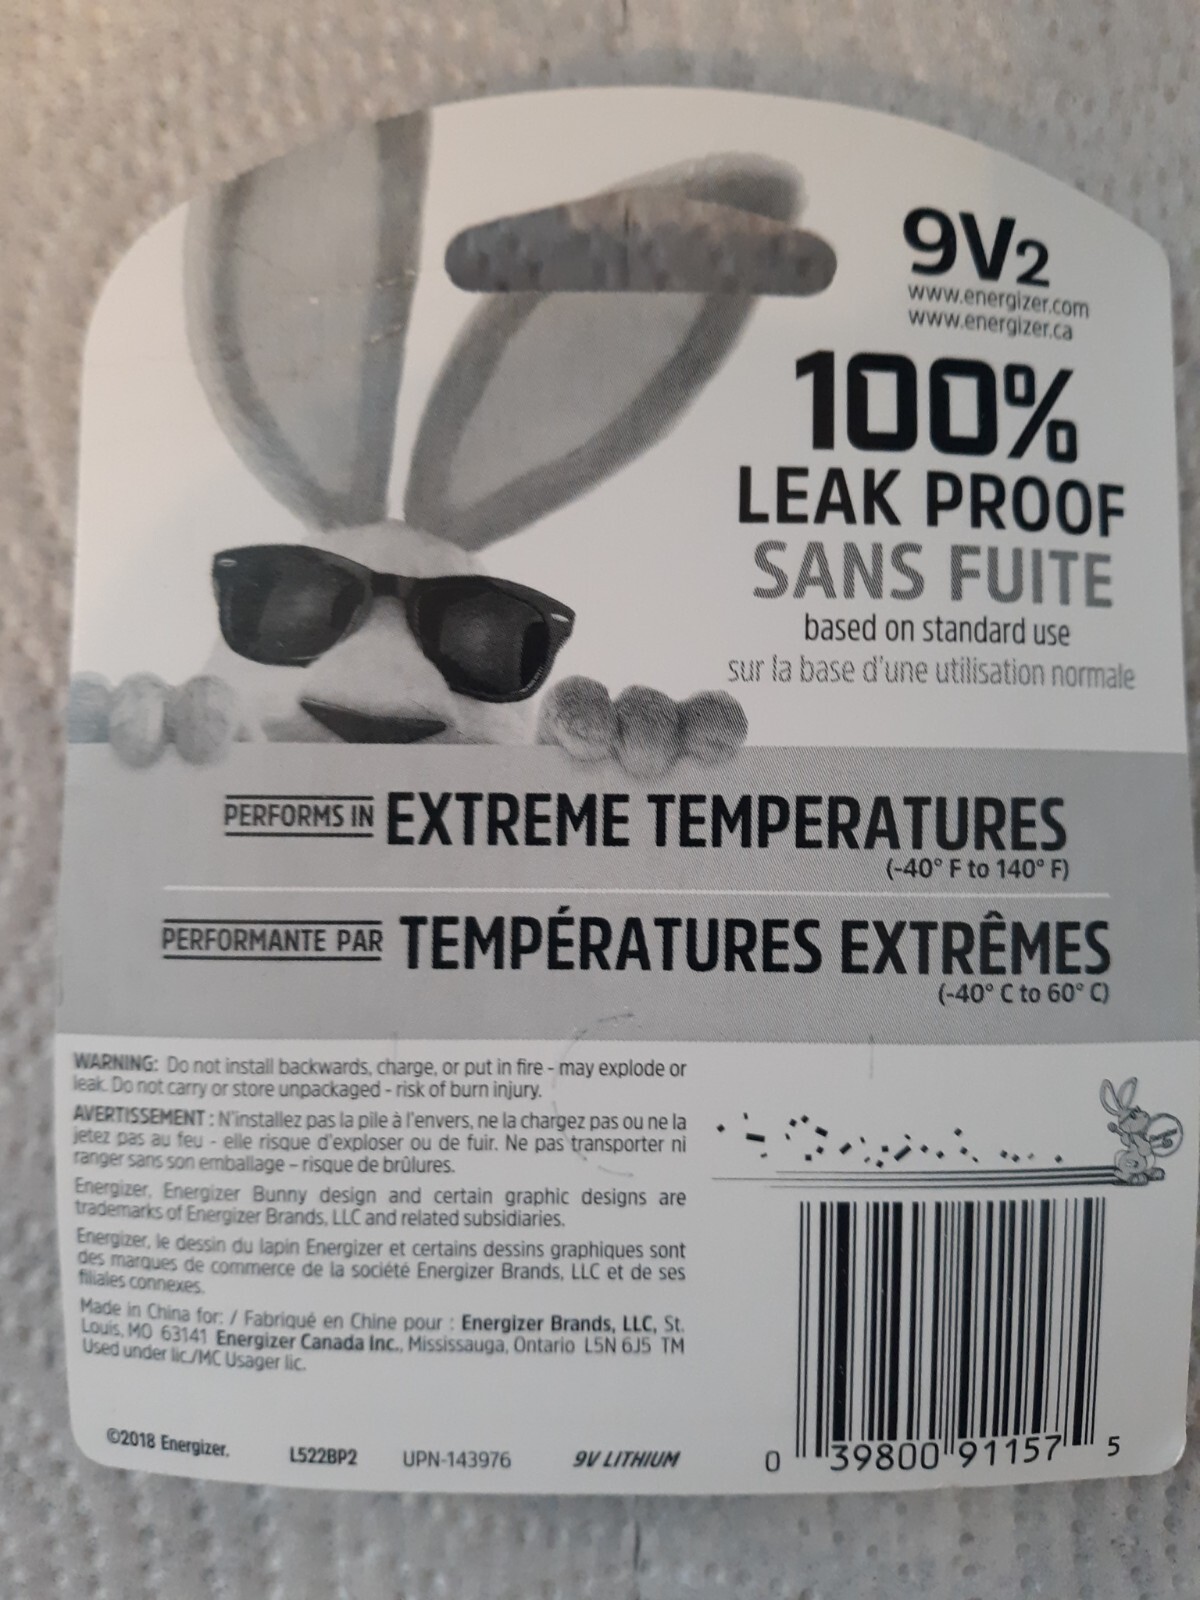 9V2
www.energizer.com
www.energizer.ca
100%
LEAK PROOF
SANS FUITE
based on standard use
sur la base d'une utilisation normale
PERFORMS IN EXTREME TEMPERATURES
(-40° F to 140° F)
PERFORMANTE PAR TEMPÉRATURES EXTRÊMES
(-40° C to 60° C)
WARNING: Do not install backwards, charge, or put in fire - may explode or
leak. Do not carry or store unpackaged - risk of burn injury.
AVERTISSEMENT : N'installez pas la pile à l'envers, ne la chargez pas ou ne la
jetez pas au feu - elle risque d'exploser ou de fuir. Ne pas transporter ni
ranger sans son emballage – risque de brûlures.
Energizer, Energizer Bunny design and certain graphic designs are
trademarks of Energizer Brands, LLC and related subsidiaries.
Energizer, le dessin du lapin Energizer et certains dessins graphiques sont
des marques de commerce de la société Energizer Brands, LLC et de ses
filiales connexes.
Made in China for: / Fabriqué en Chine pour : Energizer Brands, LLC, St.
Louis, MO 63141 Energizer Canada Inc., Mississauga, Ontario L5N 6J5 TM
Used under lic./MC Usager lic.
©2018 Energizer.
L522BP2
UPN-143976
9V LITHIUM
0 39800 91157 5